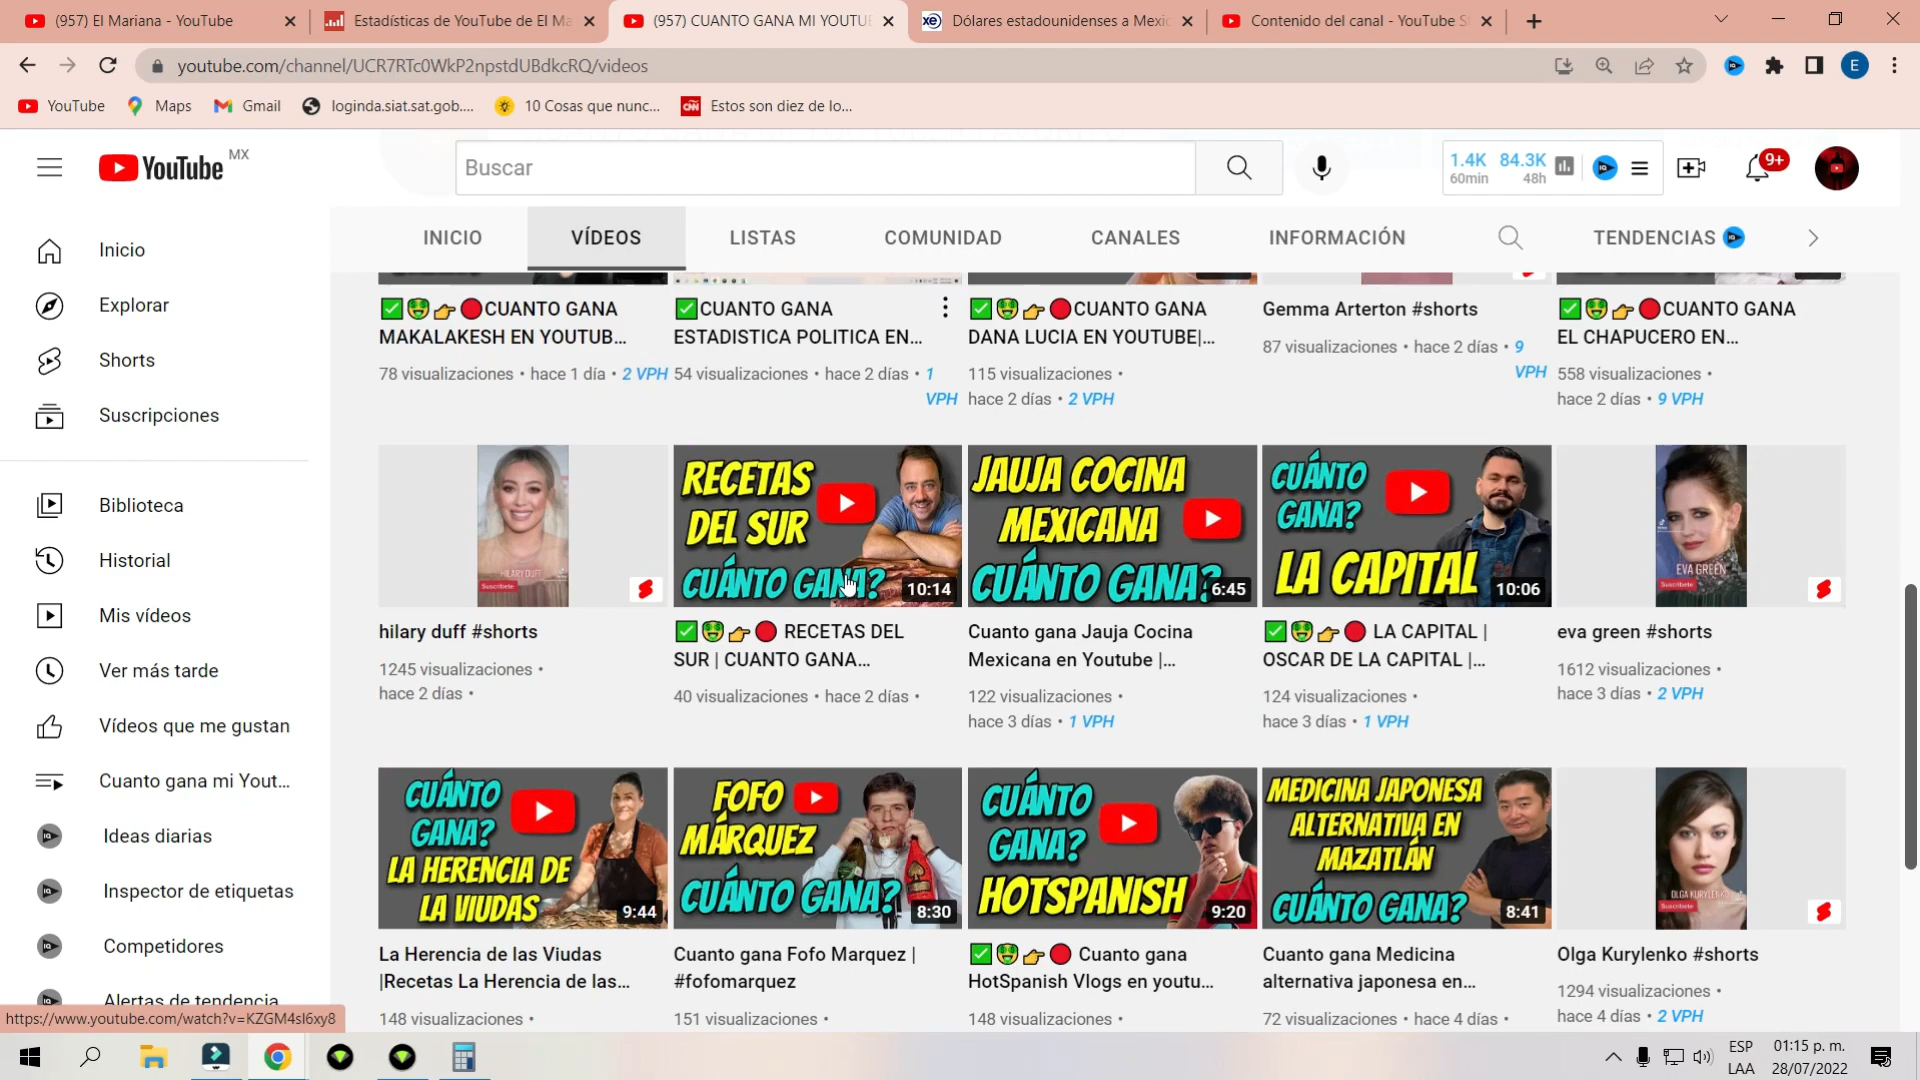 (957) El Mariana - YouTube
Estadísticas de YouTube de El Ma
(957) CUANTO GANA MI YOUTU
xe
Dólares estadounidenses a Mexic
Contenido del canal - YouTube S
youtube.com/channel/UCR7RTc0WkP2npstdUBdkcRQ/videos
E
YouTube
Maps
Gmail
loginda.siat.sat.gob....
10 Cosas que nunc...
Estos son diez de lo...
YouTube MX
Buscar
1.4K 84.3K
60min 48h
9+
INICIO
VÍDEOS
LISTAS
COMUNIDAD
CANALES
INFORMACIÓN
TENDENCIAS
Inicio
Explorar
Shorts
Suscripciones
Biblioteca
Historial
Mis vídeos
Ver más tarde
Vídeos que me gustan
Cuanto gana mi Yout...
Ideas diarias
Inspector de etiquetas
Competidores
Alertas de tendencia
✅🤑👉🔴CUANTO GANA
MAKALAKESH EN YOUTUB...
78 visualizaciones • hace 1 día • 2 VPH
✅CUANTO GANA
ESTADISTICA POLITICA EN...
54 visualizaciones • hace 2 días • 1
VPH
✅🤑👉🔴CUANTO GANA
DANA LUCIA EN YOUTUBE|...
115 visualizaciones •
hace 2 días • 2 VPH
Gemma Arterton #shorts
87 visualizaciones • hace 2 días • 9
VPH
✅🤑👉🔴CUANTO GANA
EL CHAPUCERO EN...
558 visualizaciones •
hace 2 días • 9 VPH
HILARY DUFF
Suscribete
hilary duff #shorts
1245 visualizaciones •
hace 2 días •
RECETAS
DEL SUR
CUÁNTO GANA?
10:14
✅🤑👉🔴 RECETAS DEL
SUR | CUANTO GANA...
40 visualizaciones • hace 2 días •
JAUJA COCINA
MEXICANA
CUÁNTO GANA?
6:45
Cuanto gana Jauja Cocina
Mexicana en Youtube |...
122 visualizaciones •
hace 3 días • 1 VPH
CUÁNTO
GANA?
LA CAPITAL
10:06
✅🤑👉🔴 LA CAPITAL |
OSCAR DE LA CAPITAL |...
124 visualizaciones •
hace 3 días • 1 VPH
EVA GREEN
Suscribete
eva green #shorts
1612 visualizaciones •
hace 3 días • 2 VPH
CUÁNTO
GANA?
LA HERENCIA DE
LA VIUDAS
9:44
La Herencia de las Viudas
|Recetas La Herencia de las...
148 visualizaciones •
FOFO
MÁRQUEZ
CUÁNTO GANA?
8:30
Cuanto gana Fofo Marquez |
#fofomarquez
151 visualizaciones •
CUÁNTO
GANA?
HOTSPANISH
9:20
✅🤑👉🔴 Cuanto gana
HotSpanish Vlogs en youtu...
148 visualizaciones •
MEDICINA JAPONESA
ALTERNATIVA EN
MAZATLÁN
CUÁNTO GANA?
8:41
Cuanto gana Medicina
alternativa japonesa en...
72 visualizaciones • hace 4 días •
OLGA KURYLENKO
Suscribete
Olga Kurylenko #shorts
1294 visualizaciones •
hace 4 días • 2 VPH
https://www.youtube.com/watch?v=KZGM4sl6xy8
ESP
LAA
01:15 p. m.
28/07/2022